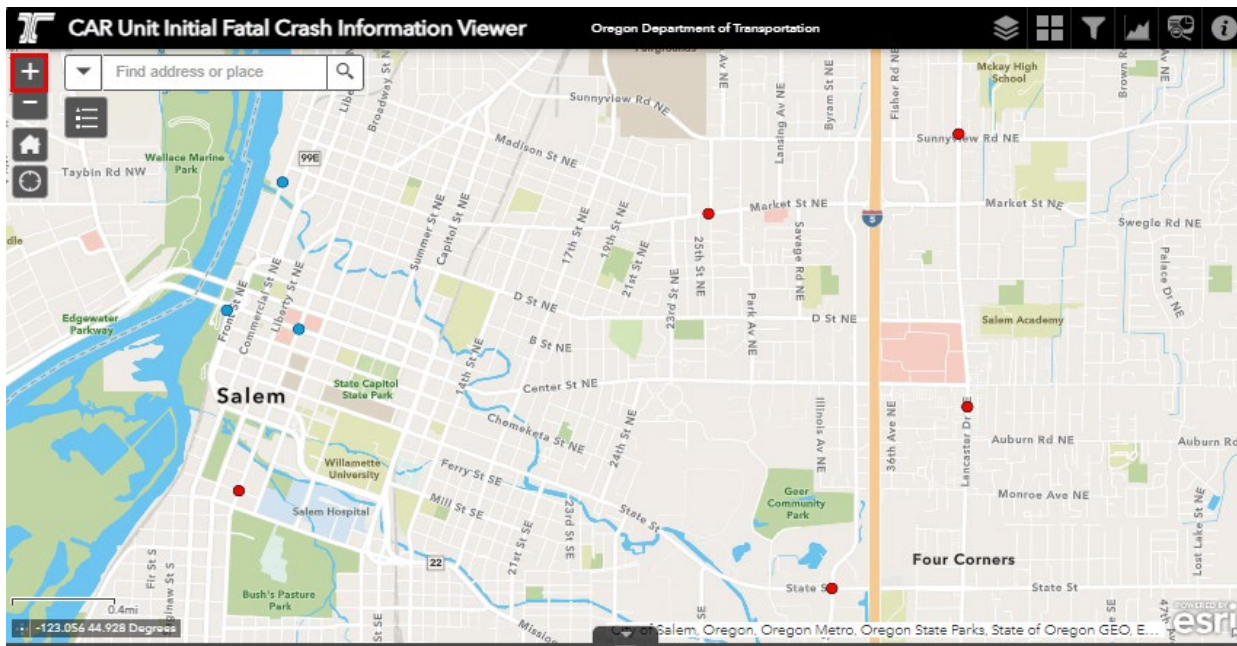 CAR Unit Initial Fatal Crash Information Viewer
Oregon Department of Transportation
Find address or place
Sunnyview Rd NE
Lansing Av NE
Byram St NE
Fisher Rd NE
Mckay High
School
Sunnyview Rd NE
Broadway St N
Madison St NE
99E
Wallace Marine
Park
Taybin Rd NW
Market St NE
5
Market St NE
Swegle Rd NE
Palace Dr NE
Summer St NE
Capitol St NE
17th St NE
19th St NE
21st St NE
23rd St NE
25th St NE
Savage Rd NE
Park Av NE
D St NE
D St NE
Salem Academy
Edgewater
Parkway
Front St NE
Commercial St NE
Liberty St NE
B St NE
14th St NE
Center St NE
Salem
State Capitol
State Park
Chemeketa St NE
24th St NE
Illinois Av NE
36th Ave NE
Lancaster Dr NE
Auburn Rd NE
Auburn Rd
Willamette
University
Ferry St SE
Mill St SE
State St
Salem Hospital
Geer
Community
Park
Monroe Ave NE
Lost Lake St NE
23rd St SE
21st St SE
22
Four Corners
State St
State St
Fir St S
Bush's Pasture
Park
Mission
0.4mi
-123.056 44.928 Degrees
City of Salem, Oregon, Oregon Metro, Oregon State Parks, State of Oregon GEO, E...
POWERED BY
esri